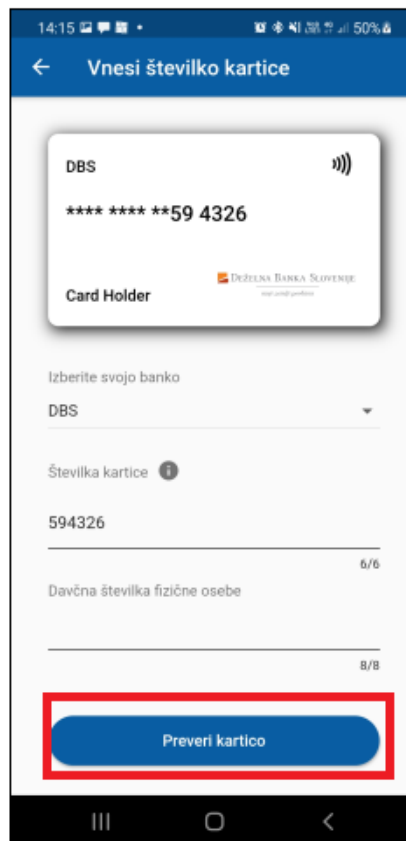 14:15
50%
Vnesi številko kartice
DBS
**** **** **59 4326
DEŽELNA BANKA SLOVENIJE
Card Holder
Izberite svojo banko
DBS
Številka kartice
594326
6/6
Davčna številka fizične osebe
8/8
Preveri kartico